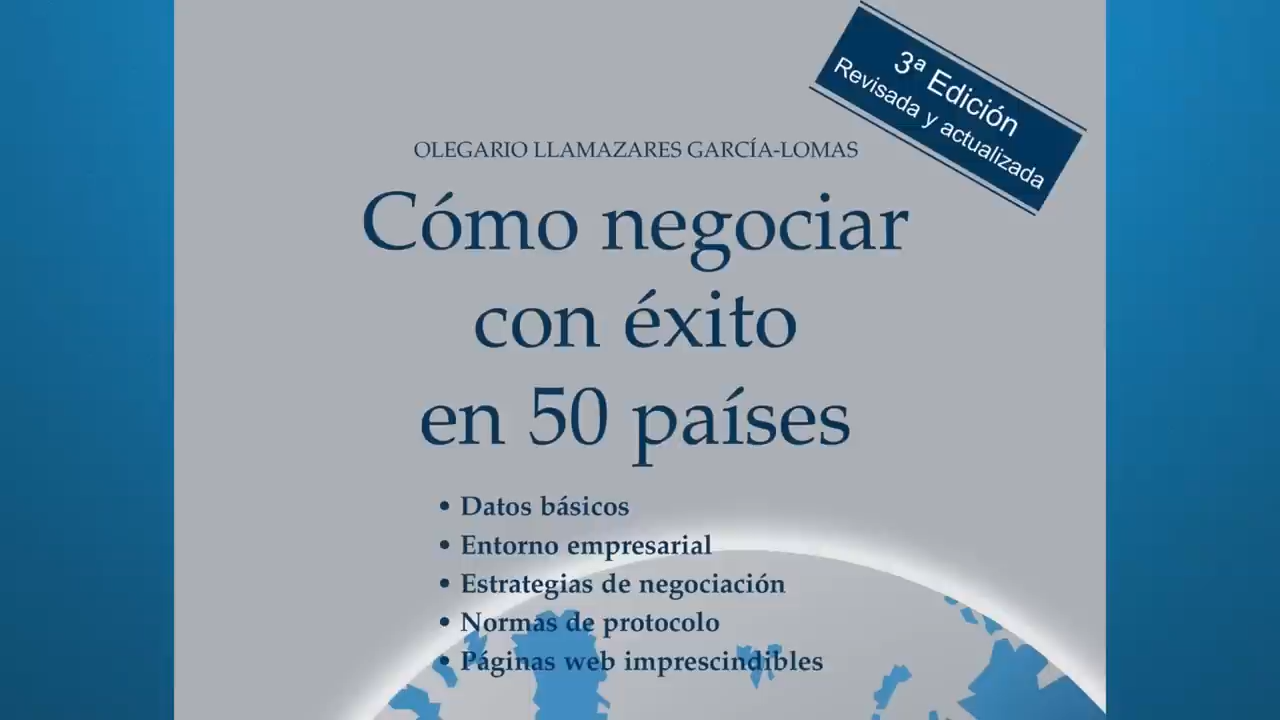 3ª Edición
Revisada y actualizada
OLEGARIO LLAMAZARES GARCÍA-LOMAS
Cómo negociar
con éxito
en 50 países
• Datos básicos
• Entorno empresarial
• Estrategias de negociación
• Normas de protocolo
• Páginas web imprescindibles